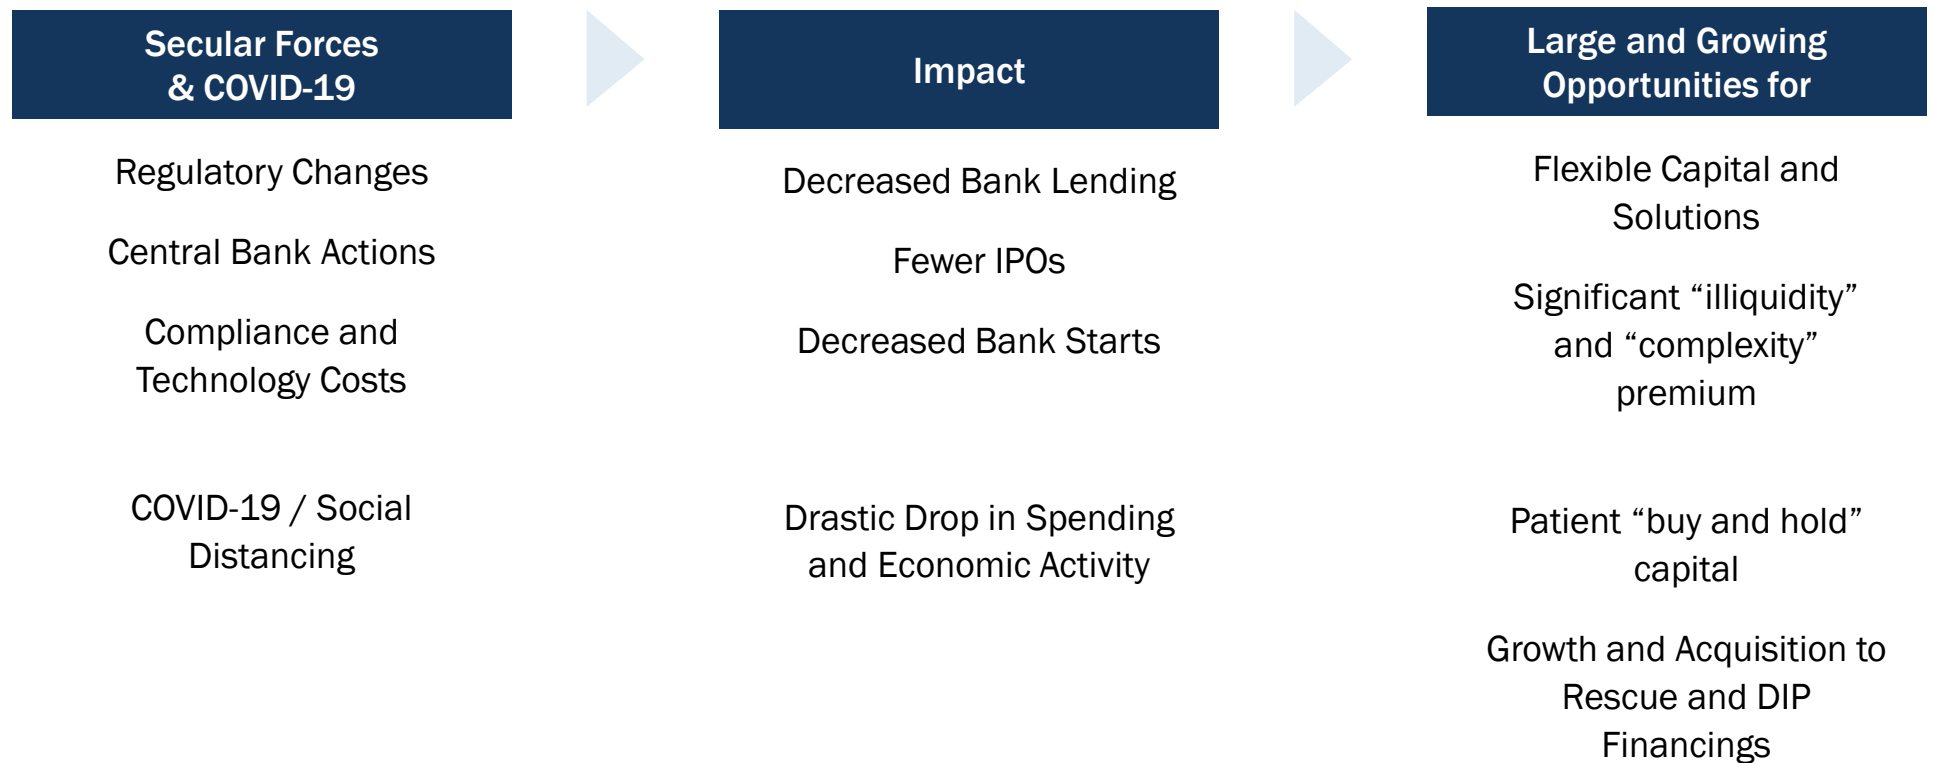 Secular Forces
& COVID-19
Regulatory Changes
Central Bank Actions
Compliance and
Technology Costs
COVID-19 / Social
Distancing
Impact
Decreased Bank Lending
Fewer IPOs
Decreased Bank Starts
Drastic Drop in Spending
and Economic Activity
Large and Growing
Opportunities for
Flexible Capital and
Solutions
Significant “illiquidity”
and “complexity”
premium
Patient “buy and hold”
capital
Growth and Acquisition to
Rescue and DIP
Financings